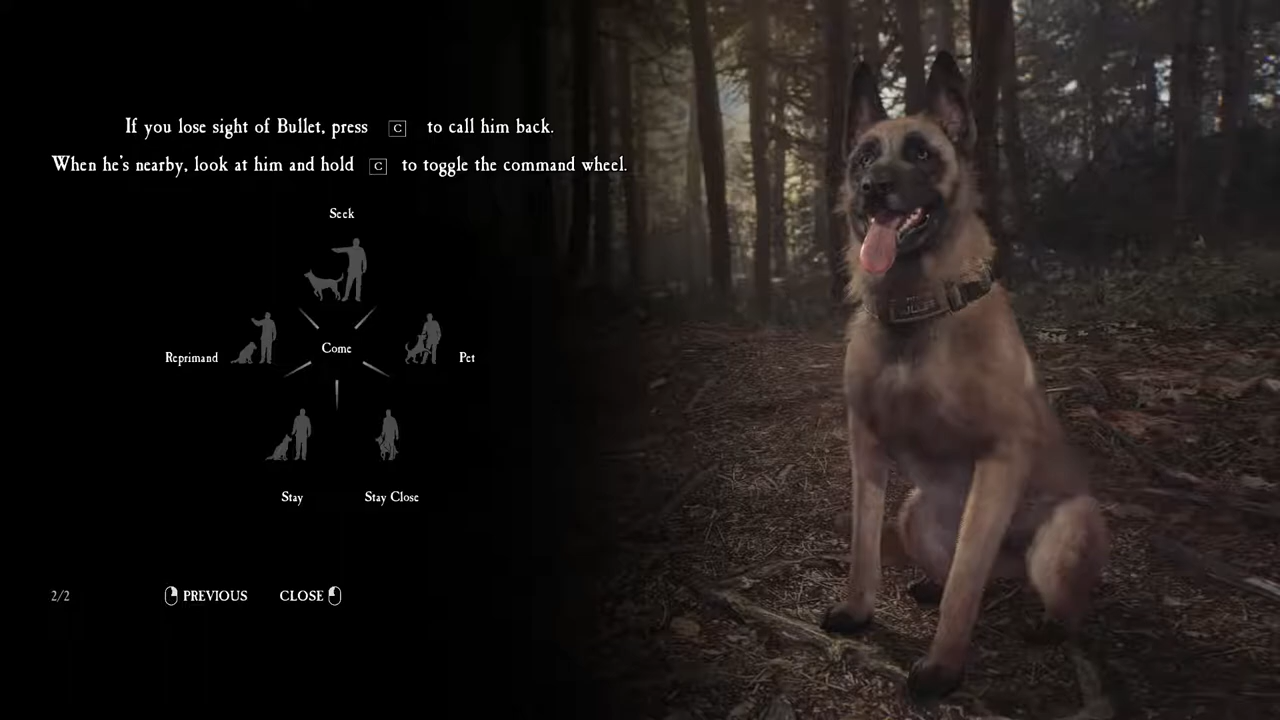 If you lose sight of Bullet, press C to call him back.
When he's nearby, look at him and hold C to toggle the command wheel.
Seek
Reprimand
Come
Pet
Stay
Stay Close
2/2
PREVIOUS
CLOSE